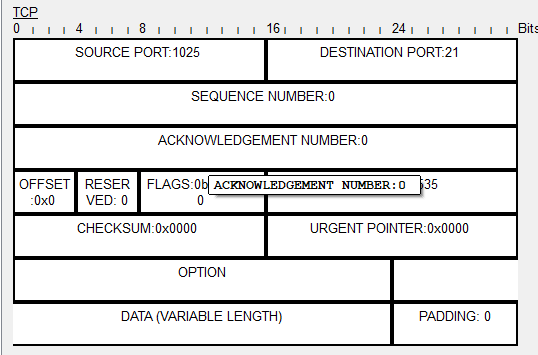 TCP
0 4 8 16 24 Bits
SOURCE PORT:1025 DESTINATION PORT:21
SEQUENCE NUMBER:0
ACKNOWLEDGEMENT NUMBER:0
OFFSET RESER FLAGS:0b
:0x0 VED: 0 0
ACKNOWLEDGEMENT NUMBER:0
CHECKSUM:0x0000 URGENT POINTER:0x0000
OPTION
DATA (VARIABLE LENGTH) PADDING: 0